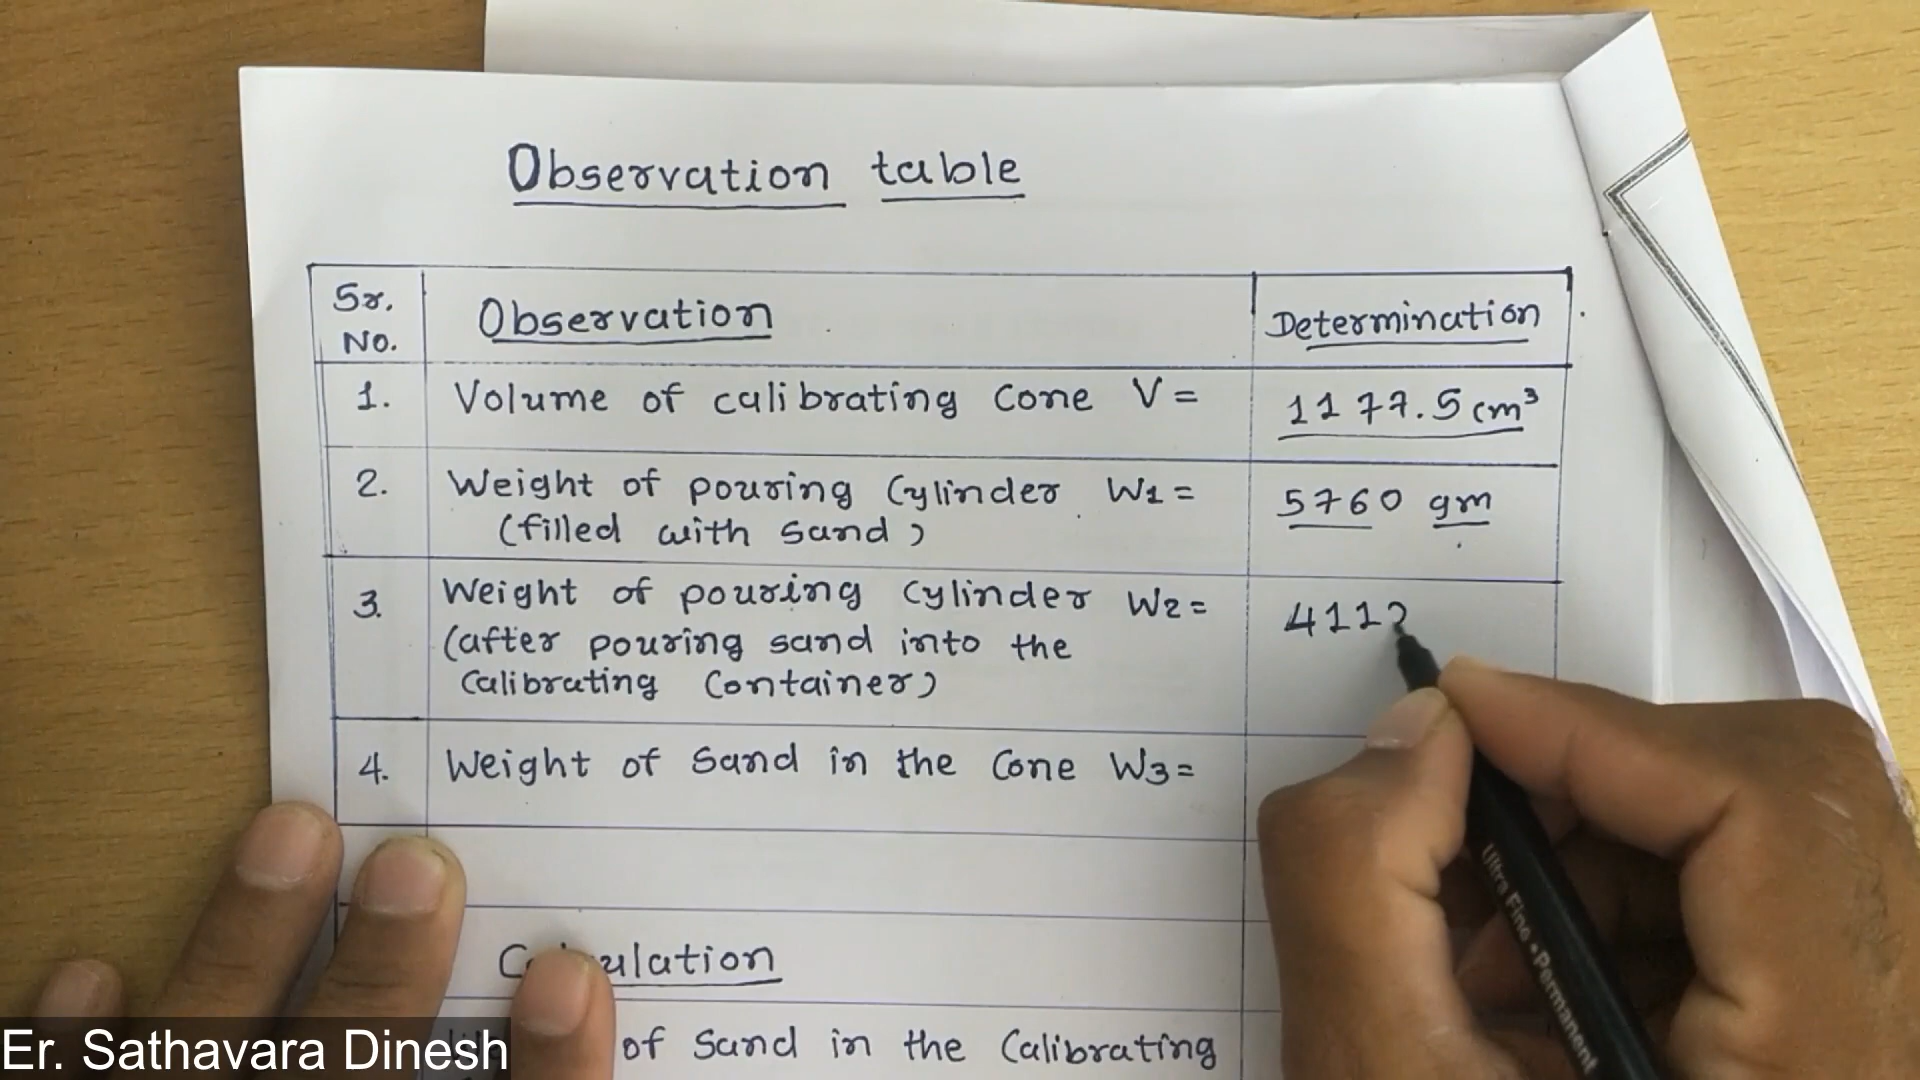 Observation table
Sr. No.
Observation
Determination
1.
Volume of calibrating Cone V =
1177.5 cm³
2.
Weight of pouring Cylinder W1 =
(filled with sand)
5760 gm
3.
Weight of pouring Cylinder W2 =
(after pouring sand into the
Calibrating Container)
411
4.
Weight of Sand in the Cone W3 =
of Sand in the Calibrating
Ultra Fine • Permanent
Er. Sathavara Dinesh